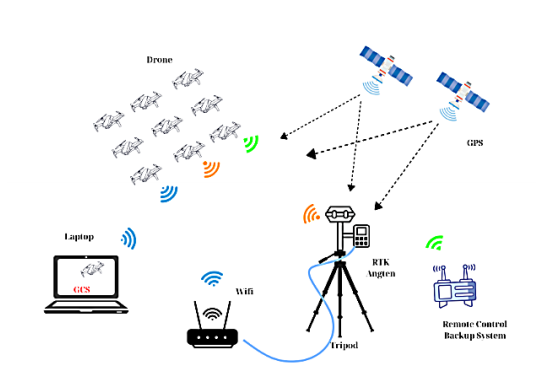 Drone
GPS
Laptop
GCS
Wifi
RTK
Angten
Tripod
Remote Control
Backup System